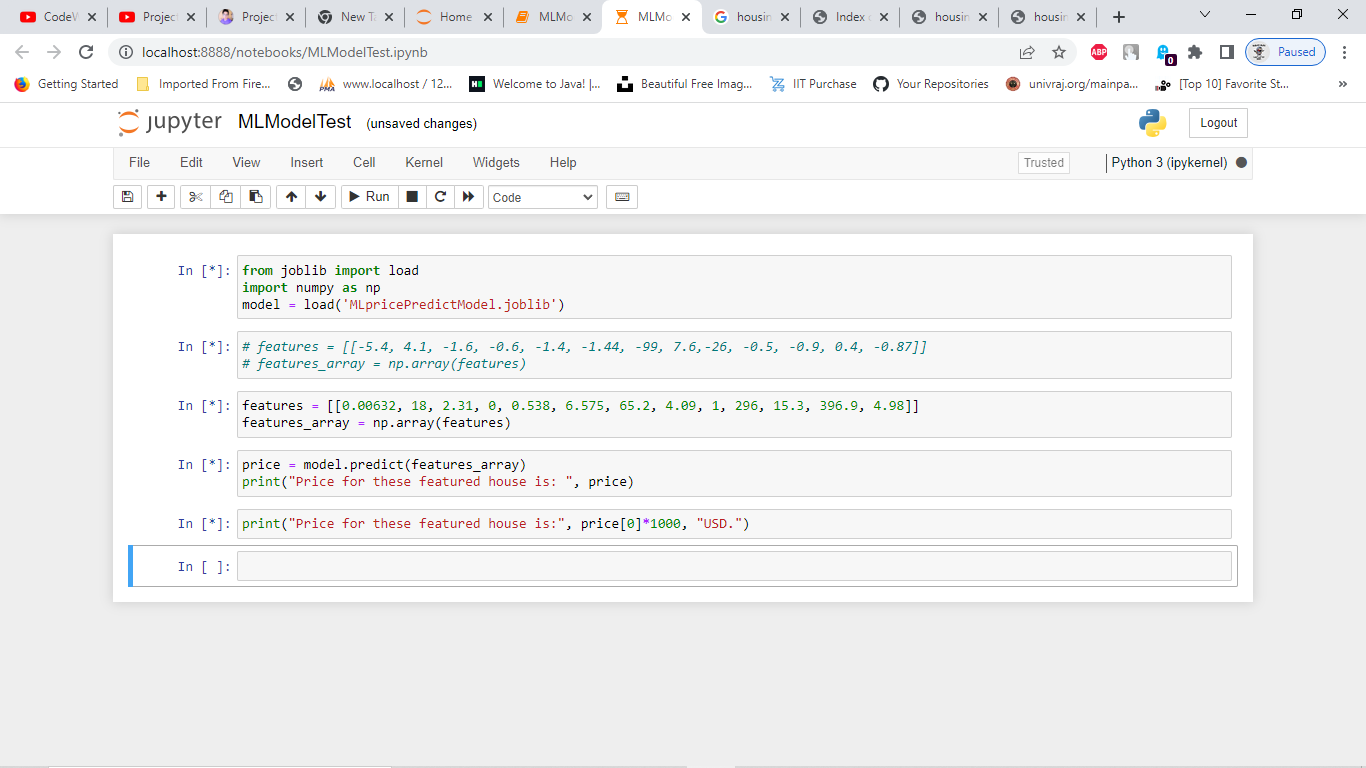 CodeW
Project
Project
New T
Home
MLMo
MLMo
housin
Index o
housin
housin
localhost:8888/notebooks/MLModelTest.ipynb
ABP
0
Paused
Getting Started
Imported From Fire...
PMA
www.localhost / 12...
H
Welcome to Java! |...
Beautiful Free Imag...
IIT Purchase
Your Repositories
univraj.org/mainpa...
[Top 10] Favorite St...
»
jupyter MLModelTest (unsaved changes)
Logout
File Edit View Insert Cell Kernel Widgets Help
Trusted
Python 3 (ipykernel)
Run
Code
In [*]: from joblib import load
import numpy as np
model = load('MLpricePredictModel.joblib')
In [*]: # features = [[-5.4, 4.1, -1.6, -0.6, -1.4, -1.44, -99, 7.6,-26, -0.5, -0.9, 0.4, -0.87]]
# features_array = np.array(features)
In [*]: features = [[0.00632, 18, 2.31, 0, 0.538, 6.575, 65.2, 4.09, 1, 296, 15.3, 396.9, 4.98]]
features_array = np.array(features)
In [*]: price = model.predict(features_array)
print("Price for these featured house is: ", price)
In [*]: print("Price for these featured house is:", price[0]*1000, "USD.")
In [ ]: